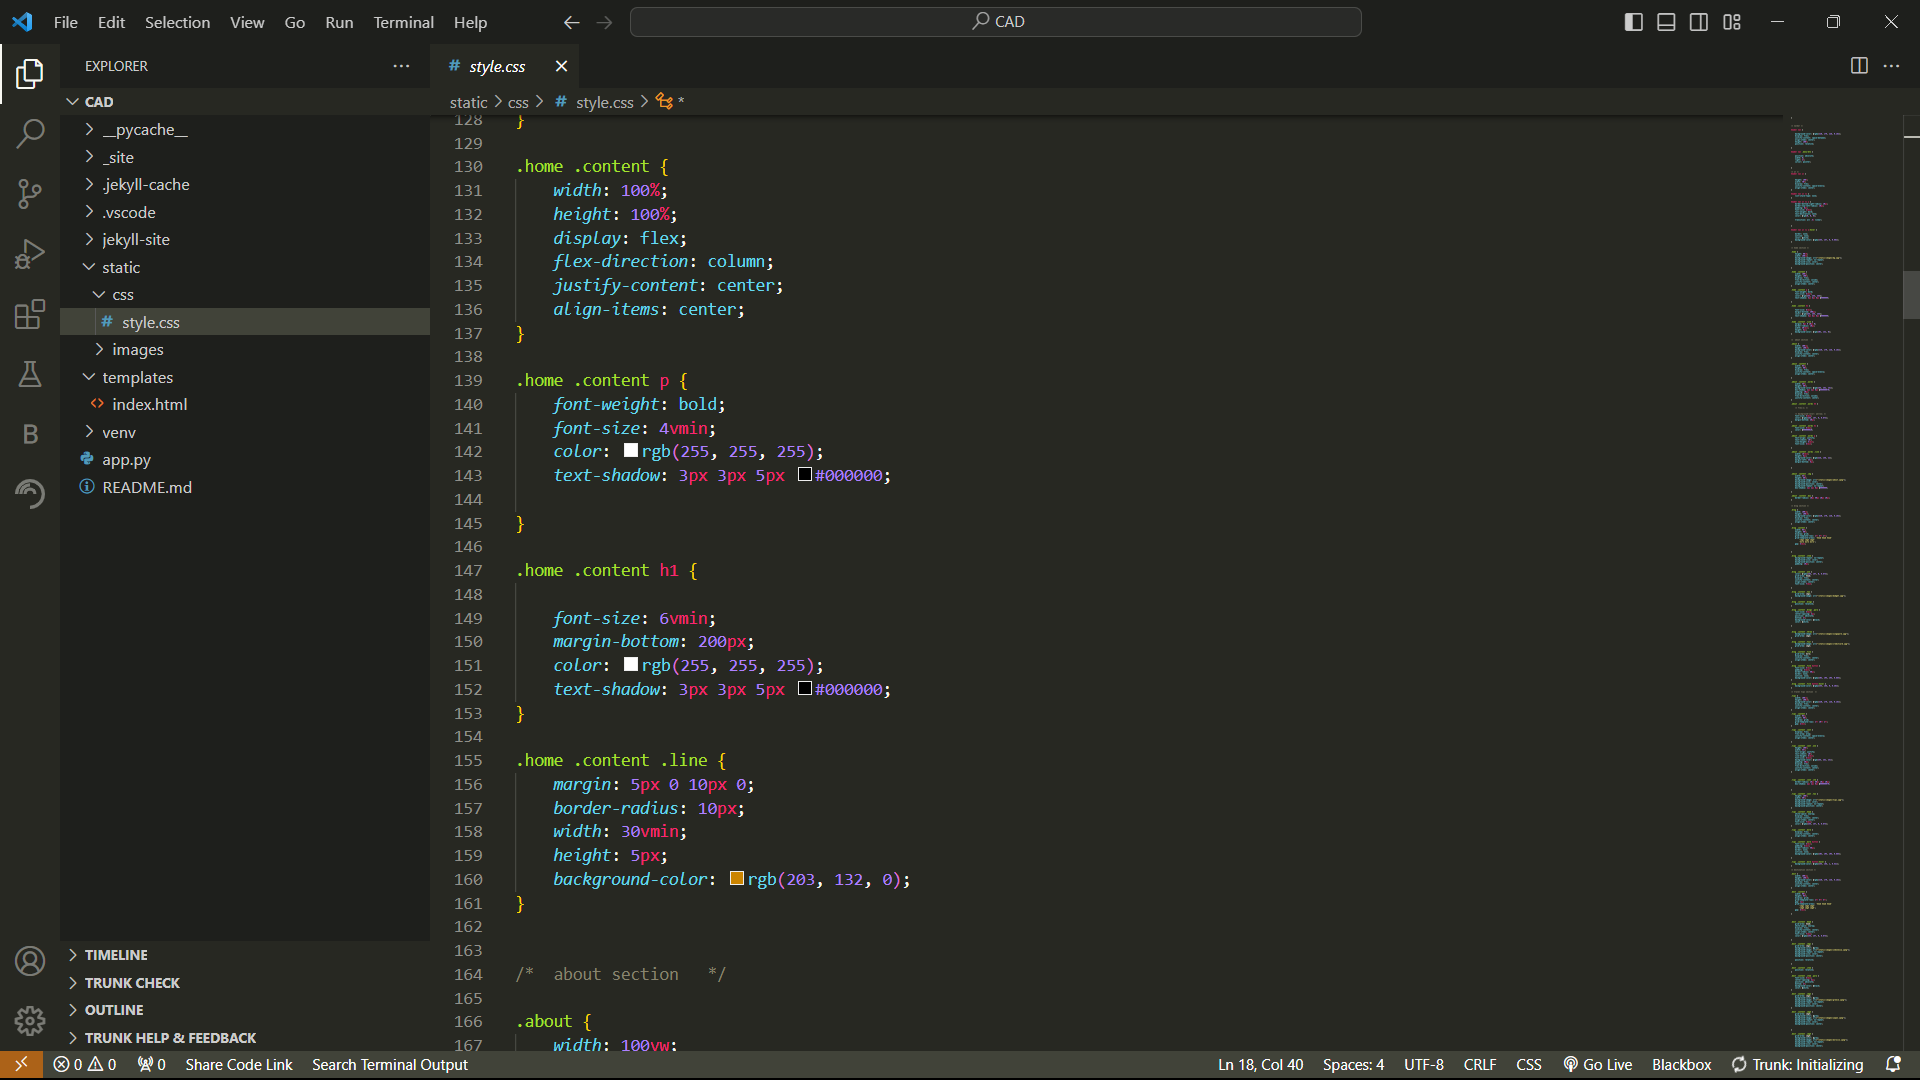 File Edit Selection View Go Run Terminal Help
CAD
EXPLORER
CAD
__pycache__
_site
.jekyll-cache
.vscode
jekyll-site
static
css
# style.css
images
templates
<> index.html
venv
app.py
README.md
TIMELINE
TRUNK CHECK
OUTLINE
TRUNK HELP & FEEDBACK
# style.css
static > css > # style.css > *
128 }
129
130 .home .content {
131 width: 100%;
132 height: 100%;
133 display: flex;
134 flex-direction: column;
135 justify-content: center;
136 align-items: center;
137 }
138
139 .home .content p {
140 font-weight: bold;
141 font-size: 4vmin;
142 color: rgb(255, 255, 255);
143 text-shadow: 3px 3px 5px #000000;
144
145 }
146
147 .home .content h1 {
148
149 font-size: 6vmin;
150 margin-bottom: 200px;
151 color: rgb(255, 255, 255);
152 text-shadow: 3px 3px 5px #000000;
153 }
154
155 .home .content .line {
156 margin: 5px 0 10px 0;
157 border-radius: 10px;
158 width: 30vmin;
159 height: 5px;
160 background-color: rgb(203, 132, 0);
161 }
162
163
164 /* about section */
165
166 .about {
167 width: 100vw;
0 0 0 Share Code Link Search Terminal Output Ln 18, Col 40 Spaces: 4 UTF-8 CRLF CSS Go Live Blackbox Trunk: Initializing